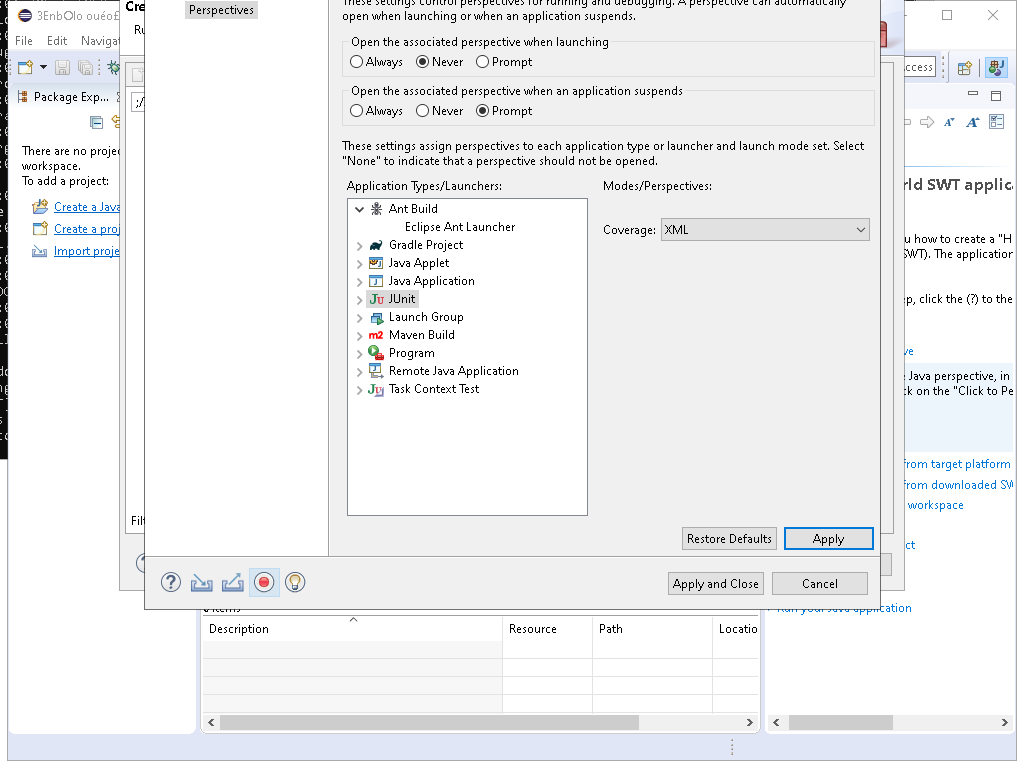 3EnbOlo
File Edit Navigat
Package Exp...
There are no proje
workspace.
To add a project:
Create a Java
Create a proj
Import proje
Cre
Ru
Filt
Perspectives
These settings control perspectives for running and debugging. A perspective can automatically
open when launching or when an application suspends.
Open the associated perspective when launching
Always Never Prompt
Open the associated perspective when an application suspends
Always Never Prompt
These settings assign perspectives to each application type or launcher and launch mode set. Select
"None" to indicate that a perspective should not be opened.
Application Types/Launchers:
Modes/Perspectives:
Ant Build
Eclipse Ant Launcher
Gradle Project
Java Applet
Java Application
JUnit
Launch Group
Maven Build
Program
Remote Java Application
Task Context Test
Coverage: XML
Restore Defaults Apply
Apply and Close Cancel
ccess
rld SWT applic
u how to create a "H
SWT). The application
ep, click the (?) to the
ve
e Java perspective, in
ck on the "Click to Pe
from target platform
from downloaded SW
workspace
ct
Run your Java application
items
Description Resource Path Locatio